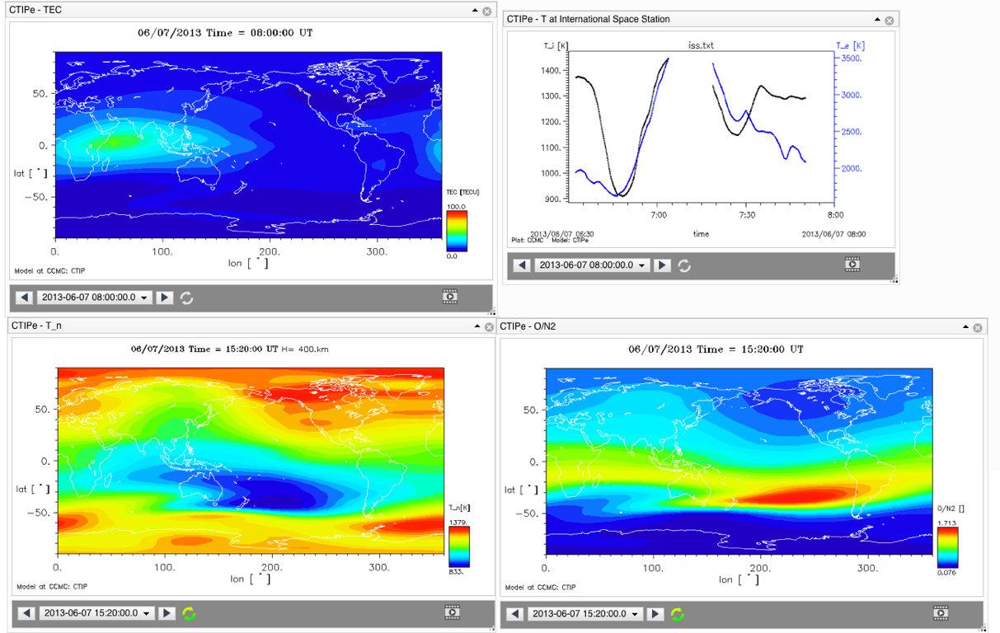 CTIPe - TEC
06/07/2013 Time = 08:00:00 UT
50.
0.
lat [ ° ]
-50.
TEC [TECU]
100.0
0.0
0. 100. 200. 300.
lon [ ° ]
Model at CCMC: CTIP
2013-06-07 08:00:00.0
CTIPe - T at International Space Station
T_i [K] iss.txt T_e [K]
1400. 3500.
1300. 3000.
1200. 2500.
1100.
1000. 2000.
900.
7:00 7:30 8:00
2013/06/07 06:30 time 2013/06/07 08:00
Plot: CCMC Model: CTIPe
2013-06-07 08:00:00.0
CTIPe - T_n
06/07/2013 Time = 15:20:00 UT H= 400.km
50.
0.
lat [ ° ]
-50.
T_n[K]
1379.
833.
0. 100. 200. 300.
lon [ ° ]
Model at CCMC: CTIP
2013-06-07 15:20:00.0
CTIPe - O/N2
06/07/2013 Time = 15:20:00 UT
50.
0.
lat [ ° ]
-50.
O/N2 []
1.713
0.076
0. 100. 200. 300.
lon [ ° ]
Model at CCMC: CTIP
2013-06-07 15:20:00.0